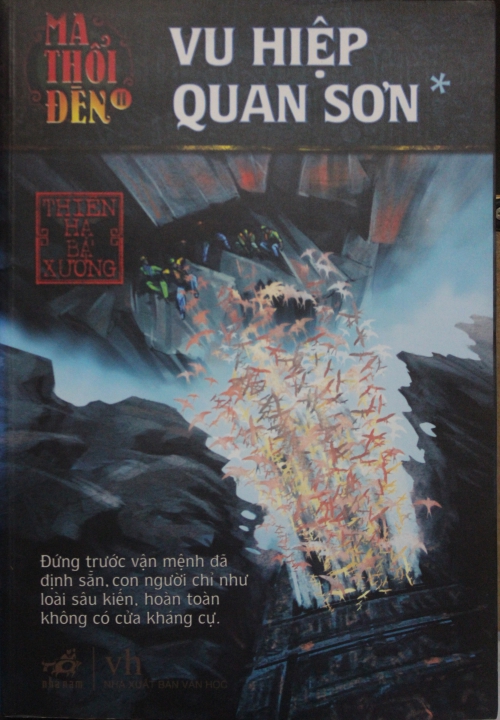 MA
THỔI
ĐÈN II
VU HIỆP
QUAN SƠN *
THIÊN
HẠ
BÁ
XƯỚNG
Đứng trước vận mệnh đã
định sẵn, con người chỉ như
loài sâu kiến, hoàn toàn
không có cửa kháng cự.
vh
NHÀ XUẤT BẢN VĂN HỌC